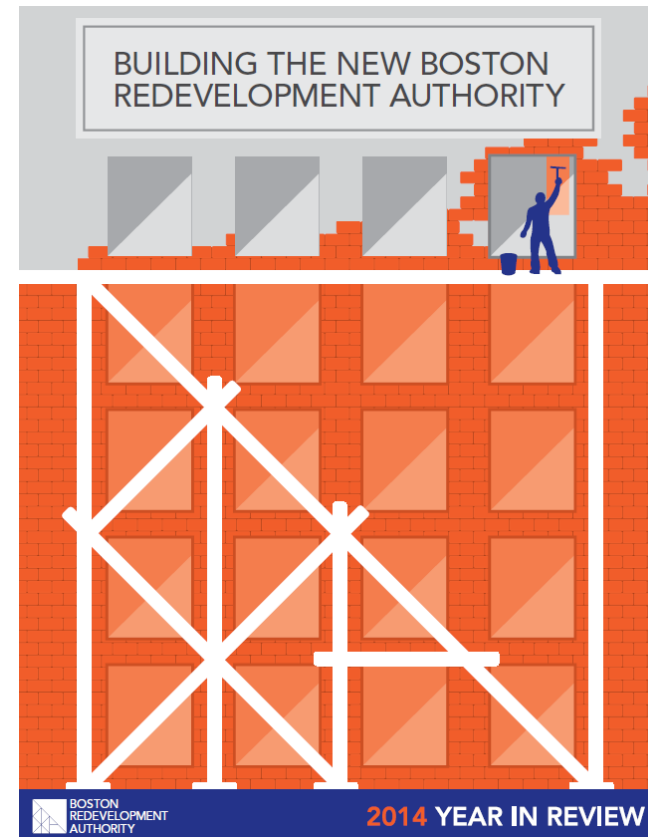 BUILDING THE NEW BOSTON
REDEVELOPMENT AUTHORITY
BOSTON
REDEVELOPMENT
AUTHORITY
2014 YEAR IN REVIEW